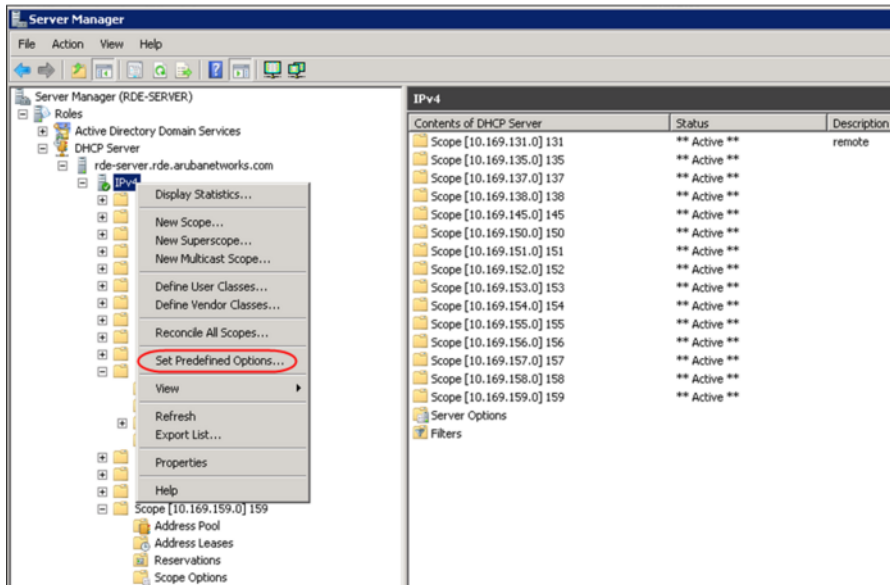 Server Manager
File Action View Help
Server Manager (RDE-SERVER)
Roles
Active Directory Domain Services
DHCP Server
rde-server.rde.arubanetworks.com
IPv4
Display Statistics...
New Scope...
New Superscope...
New Multicast Scope...
Define User Classes...
Define Vendor Classes...
Reconcile All Scopes...
Set Predefined Options...
View
Refresh
Export List...
Properties
Help
Scope [10.169.159.0] 159
Address Pool
Address Leases
Reservations
Scope Options
IPv4
Contents of DHCP Server Status Description
Scope [10.169.131.0] 131 ** Active ** remote
Scope [10.169.135.0] 135 ** Active **
Scope [10.169.137.0] 137 ** Active **
Scope [10.169.138.0] 138 ** Active **
Scope [10.169.145.0] 145 ** Active **
Scope [10.169.150.0] 150 ** Active **
Scope [10.169.151.0] 151 ** Active **
Scope [10.169.152.0] 152 ** Active **
Scope [10.169.153.0] 153 ** Active **
Scope [10.169.154.0] 154 ** Active **
Scope [10.169.155.0] 155 ** Active **
Scope [10.169.156.0] 156 ** Active **
Scope [10.169.157.0] 157 ** Active **
Scope [10.169.158.0] 158 ** Active **
Scope [10.169.159.0] 159 ** Active **
Server Options
Filters